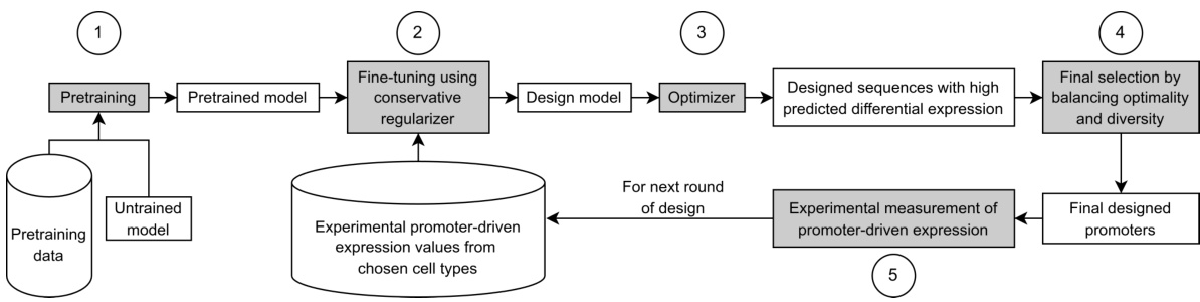 1
2
3
4
Pretraining
Pretrained model
Fine-tuning using
conservative
regularizer
Design model
Optimizer
Designed sequences with high
predicted differential expression
Final selection by
balancing optimality
and diversity
Pretraining
data
Untrained
model
Experimental promoter-driven
expression values from
chosen cell types
For next round
of design
Experimental measurement of
promoter-driven expression
Final designed
promoters
5